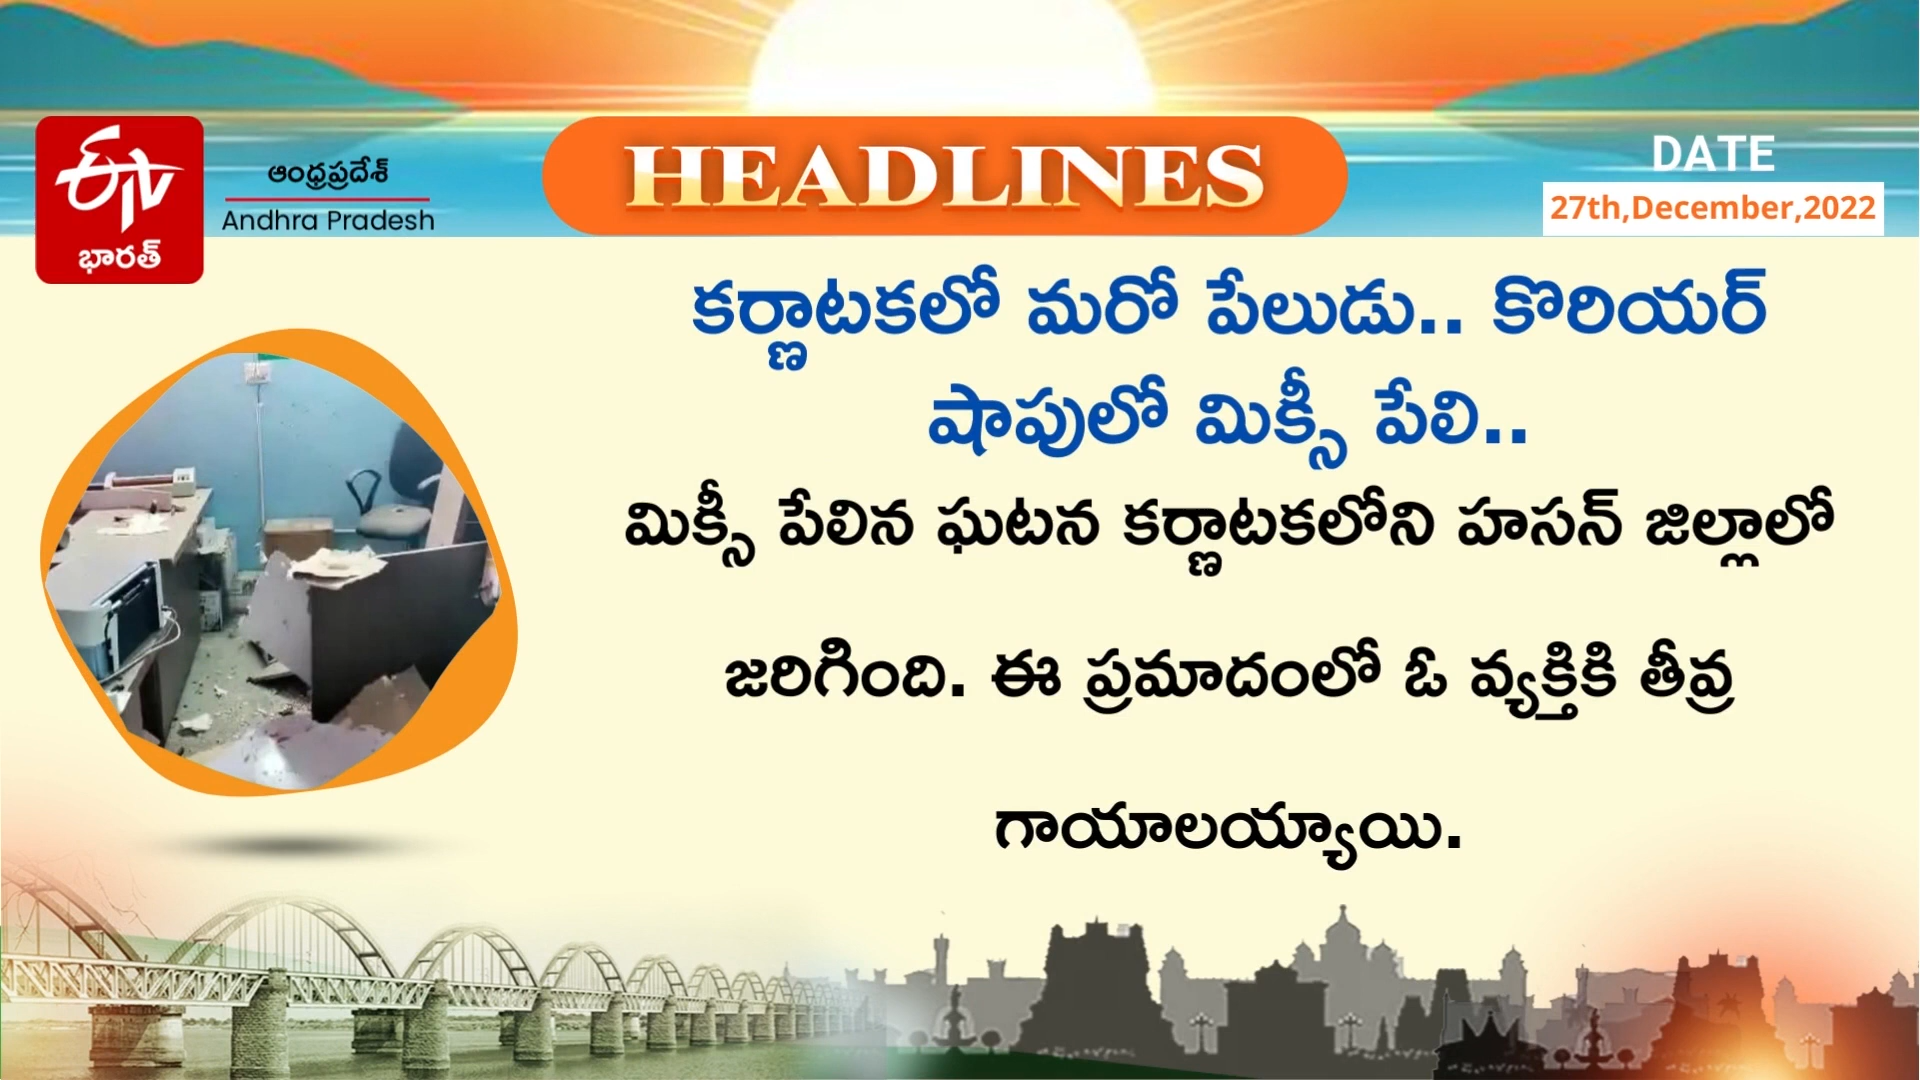 HEADLINES
DATE
27th,December,2022
ETV
భారత్
ఆంధ్రప్రదేశ్
Andhra Pradesh
కర్ణాటకలో మరో పేలుడు.. కొరియర్
షాపులో మిక్సీ పేలి..
మిక్సీ పేలిన ఘటన కర్ణాటకలోని హసన్ జిల్లాలో
జరిగింది. ఈ ప్రమాదంలో ఓ వ్యక్తికి తీవ్ర
గాయాలయ్యాయి.